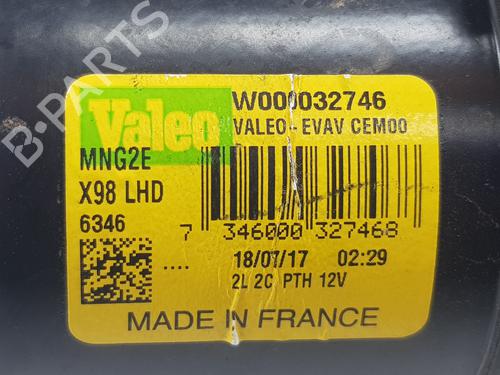 B-PARTS
Valeo
W000032746
VALEO-EVAV CEM00
MNG2E
X98 LHD
6346
7 346000 327468
.... 18/07/17 02:29
2L 2C PTH 12V
MADE IN FRANCE